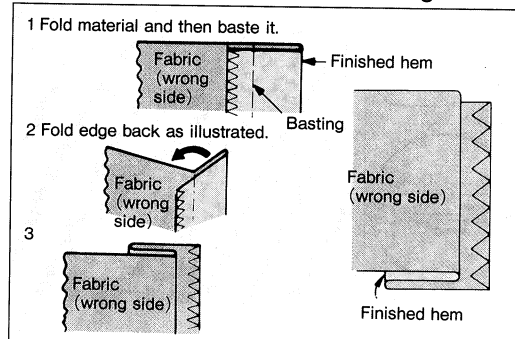 1 Fold material and then baste it.
Fabric
(wrong
side)
Finished hem
Basting
2 Fold edge back as illustrated.
Fabric
(wrong
side)
3
Fabric
(wrong side)
Fabric
(wrong side)
Finished hem